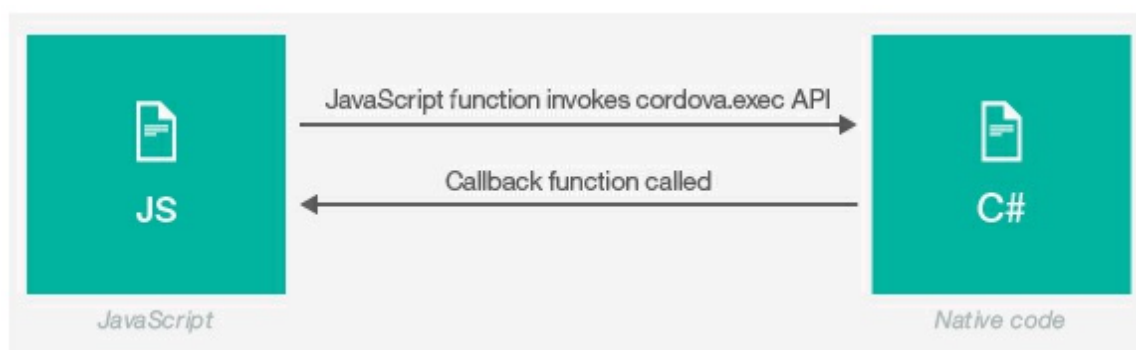 JavaScript function invokes cordova.exec API
Callback function called
JS
C#
JavaScript
Native code